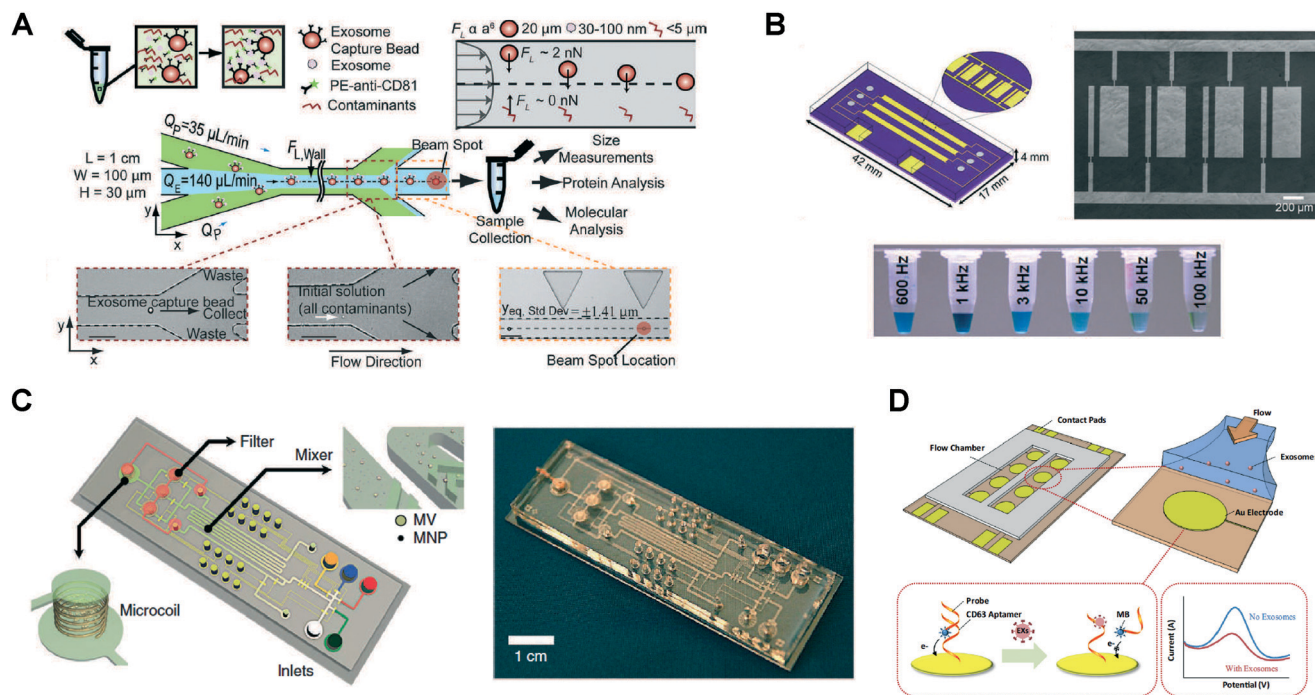 A
Exosome
Capture Bead
Exosome
PE-anti-CD81
Contaminants
F_L α a⁶ 20 µm 30-100 nm <5 µm
F_L ~ 2 nN
F_L ~ 0 nN
Q_P=35 µL/min
F_L,Wall
Beam Spot
L = 1 cm
W = 100 µm
H = 30 µm
Q_E=140 µL/min
Q_P
y
x
Sample
Collection
Size
Measurements
Protein Analysis
Molecular
Analysis
Waste
Exosome capture bead
Collect
Waste
Initial solution
(all contaminants)
y_eq. Std Dev = ±1.41 µm
y
x
Flow Direction
Beam Spot Location
B
42 mm
17 mm
4 mm
200 µm
600 Hz
1 kHz
3 kHz
10 kHz
50 kHz
100 kHz
C
Filter
Mixer
MV
MNP
Microcoil
Inlets
1 cm
D
Contact Pads
Flow Chamber
Flow
Exosome
Au Electrode
Probe
CD63 Aptamer
EXs
MB
e-
e-
Current (A)
No Exosomes
With Exosomes
Potential (V)